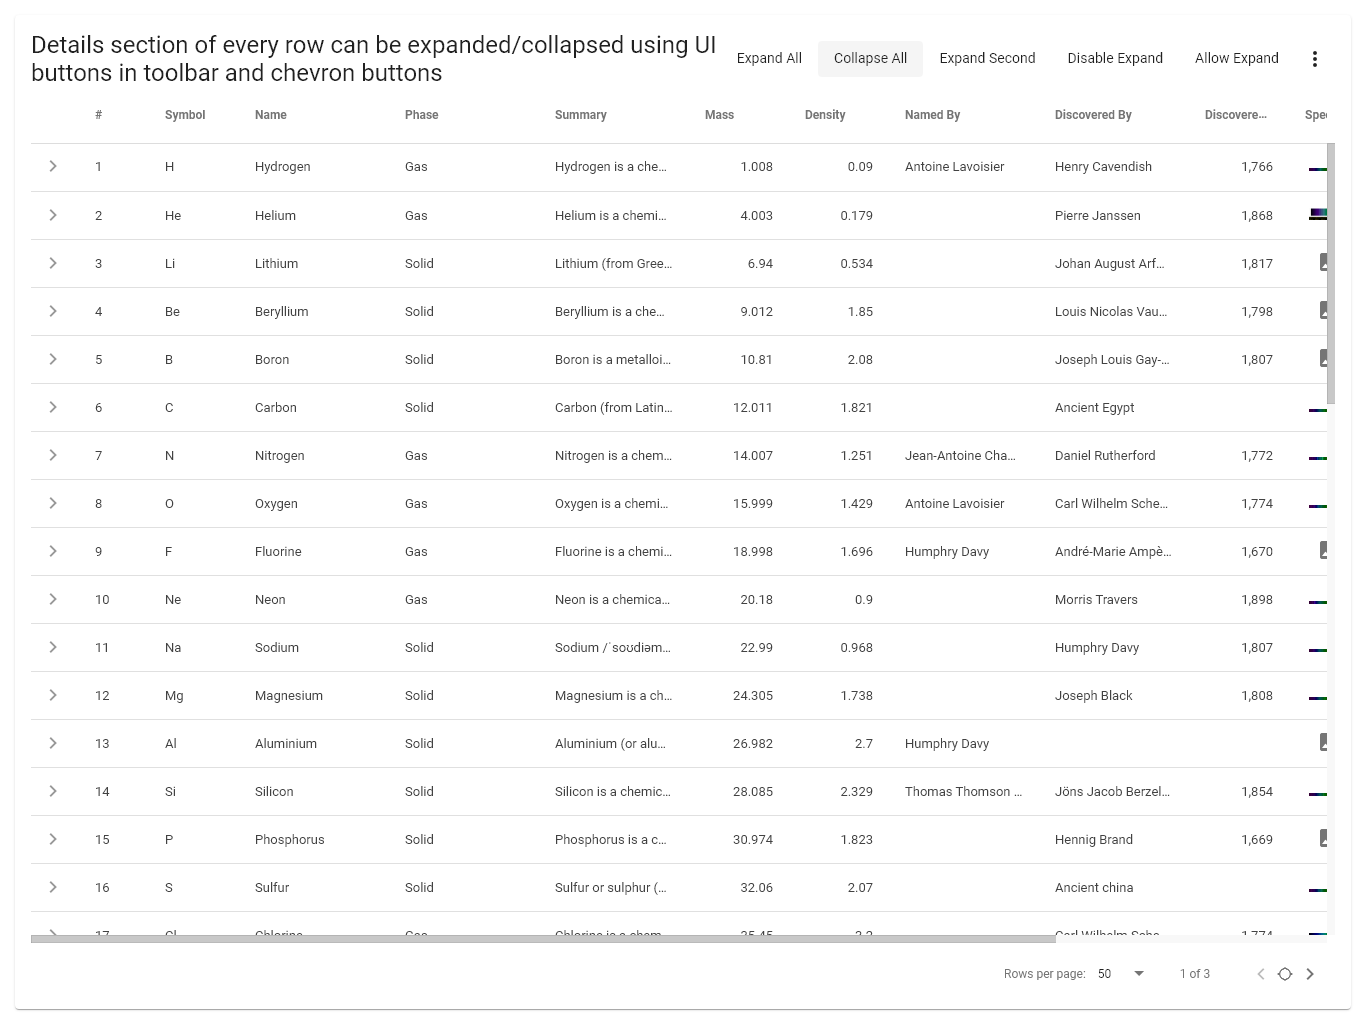 Details section of every row can be expanded/collapsed using UI
buttons in toolbar and chevron buttons
Expand All Collapse All Expand Second Disable Expand Allow Expand
# Symbol Name Phase Summary Mass Density Named By Discovered By Discovere... Spe
1 H Hydrogen Gas Hydrogen is a che... 1.008 0.09 Antoine Lavoisier Henry Cavendish 1,766
2 He Helium Gas Helium is a chemi... 4.003 0.179 Pierre Janssen 1,868
3 Li Lithium Solid Lithium (from Gree... 6.94 0.534 Johan August Arf... 1,817
4 Be Beryllium Solid Beryllium is a che... 9.012 1.85 Louis Nicolas Vau... 1,798
5 B Boron Solid Boron is a metalloi... 10.81 2.08 Joseph Louis Gay-... 1,807
6 C Carbon Solid Carbon (from Latin... 12.011 1.821 Ancient Egypt
7 N Nitrogen Gas Nitrogen is a chem... 14.007 1.251 Jean-Antoine Cha... Daniel Rutherford 1,772
8 O Oxygen Gas Oxygen is a chemi... 15.999 1.429 Antoine Lavoisier Carl Wilhelm Sche... 1,774
9 F Fluorine Gas Fluorine is a chemi... 18.998 1.696 Humphry Davy André-Marie Ampè... 1,670
10 Ne Neon Gas Neon is a chemica... 20.18 0.9 Morris Travers 1,898
11 Na Sodium Solid Sodium /ˈsoʊdiəm... 22.99 0.968 Humphry Davy 1,807
12 Mg Magnesium Solid Magnesium is a ch... 24.305 1.738 Joseph Black 1,808
13 Al Aluminium Solid Aluminium (or alu... 26.982 2.7 Humphry Davy
14 Si Silicon Solid Silicon is a chemic... 28.085 2.329 Thomas Thomson ... Jöns Jacob Berzel... 1,854
15 P Phosphorus Solid Phosphorus is a c... 30.974 1.823 Hennig Brand 1,669
16 S Sulfur Solid Sulfur or sulphur (... 32.06 2.07 Ancient china
17 Cl Chlorine Gas Chlorine is a chem... 35.45 3.2 Carl Wilhelm Sche... 1,774
Rows per page: 50 1 of 3